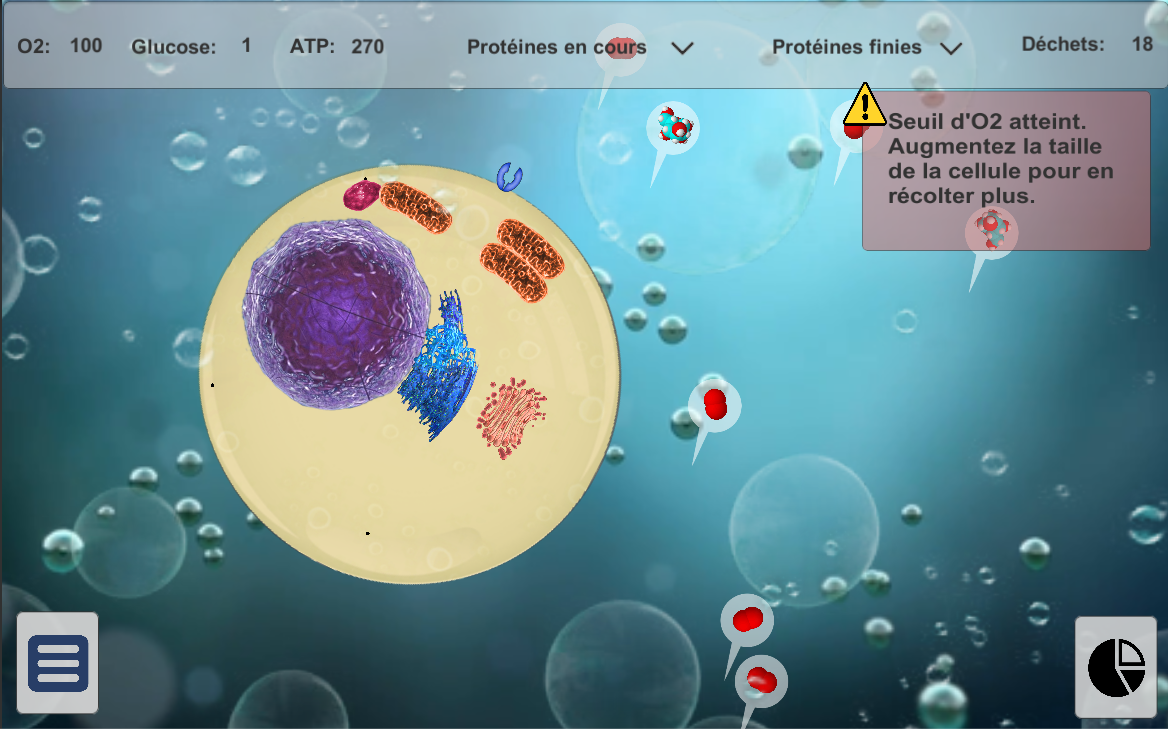 O2: 100 Glucose: 1 ATP: 270 Protéines en cours Protéines finies Déchets: 18
Seuil d'O2 atteint.
Augmentez la taille
de la cellule pour en
récolter plus.